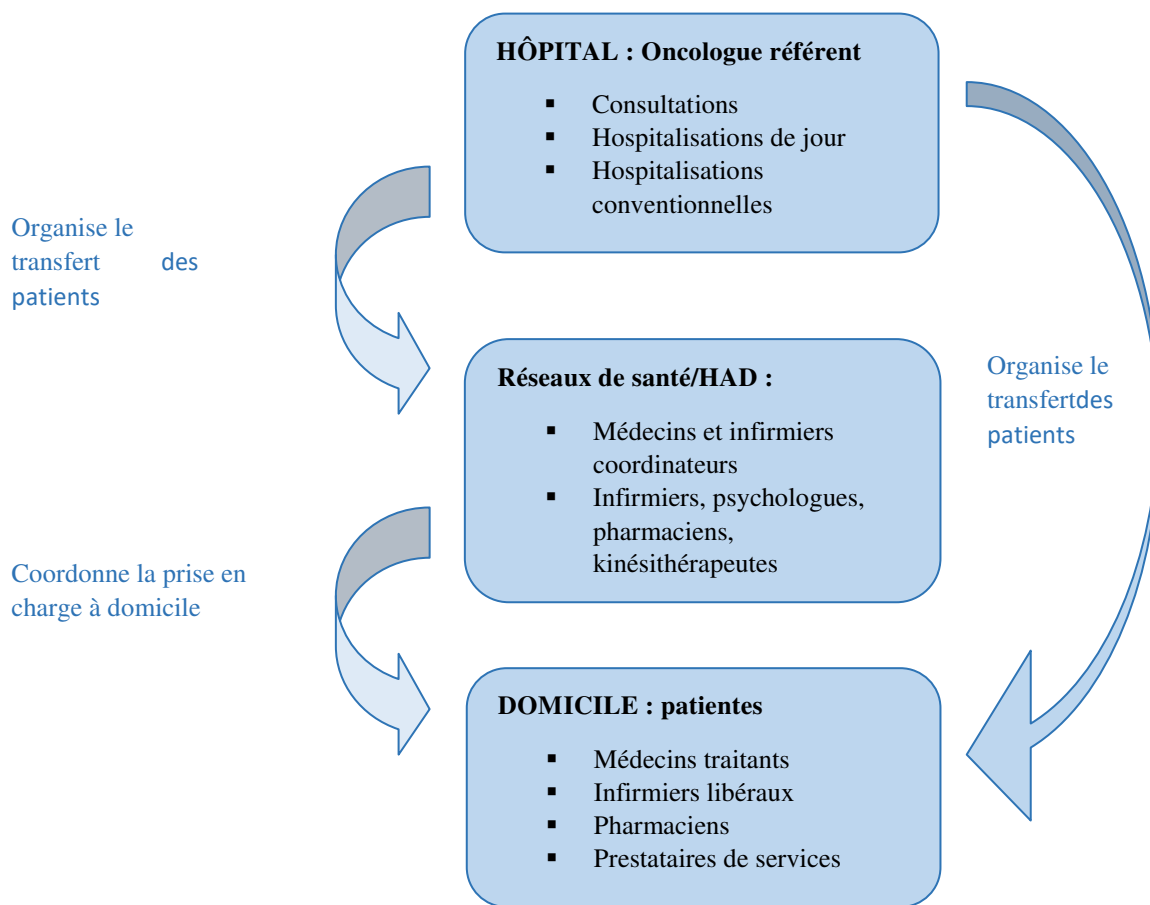 HÔPITAL : Oncologue référent
▪ Consultations
▪ Hospitalisations de jour
▪ Hospitalisations
conventionnelles
Organise le
transfert des
patients
Réseaux de santé/HAD :
▪ Médecins et infirmiers
coordinateurs
▪ Infirmiers, psychologues,
pharmaciens,
kinésithérapeutes
Organise le
transfertdes
patients
Coordonne la prise en
charge à domicile
DOMICILE : patientes
▪ Médecins traitants
▪ Infirmiers libéraux
▪ Pharmaciens
▪ Prestataires de services